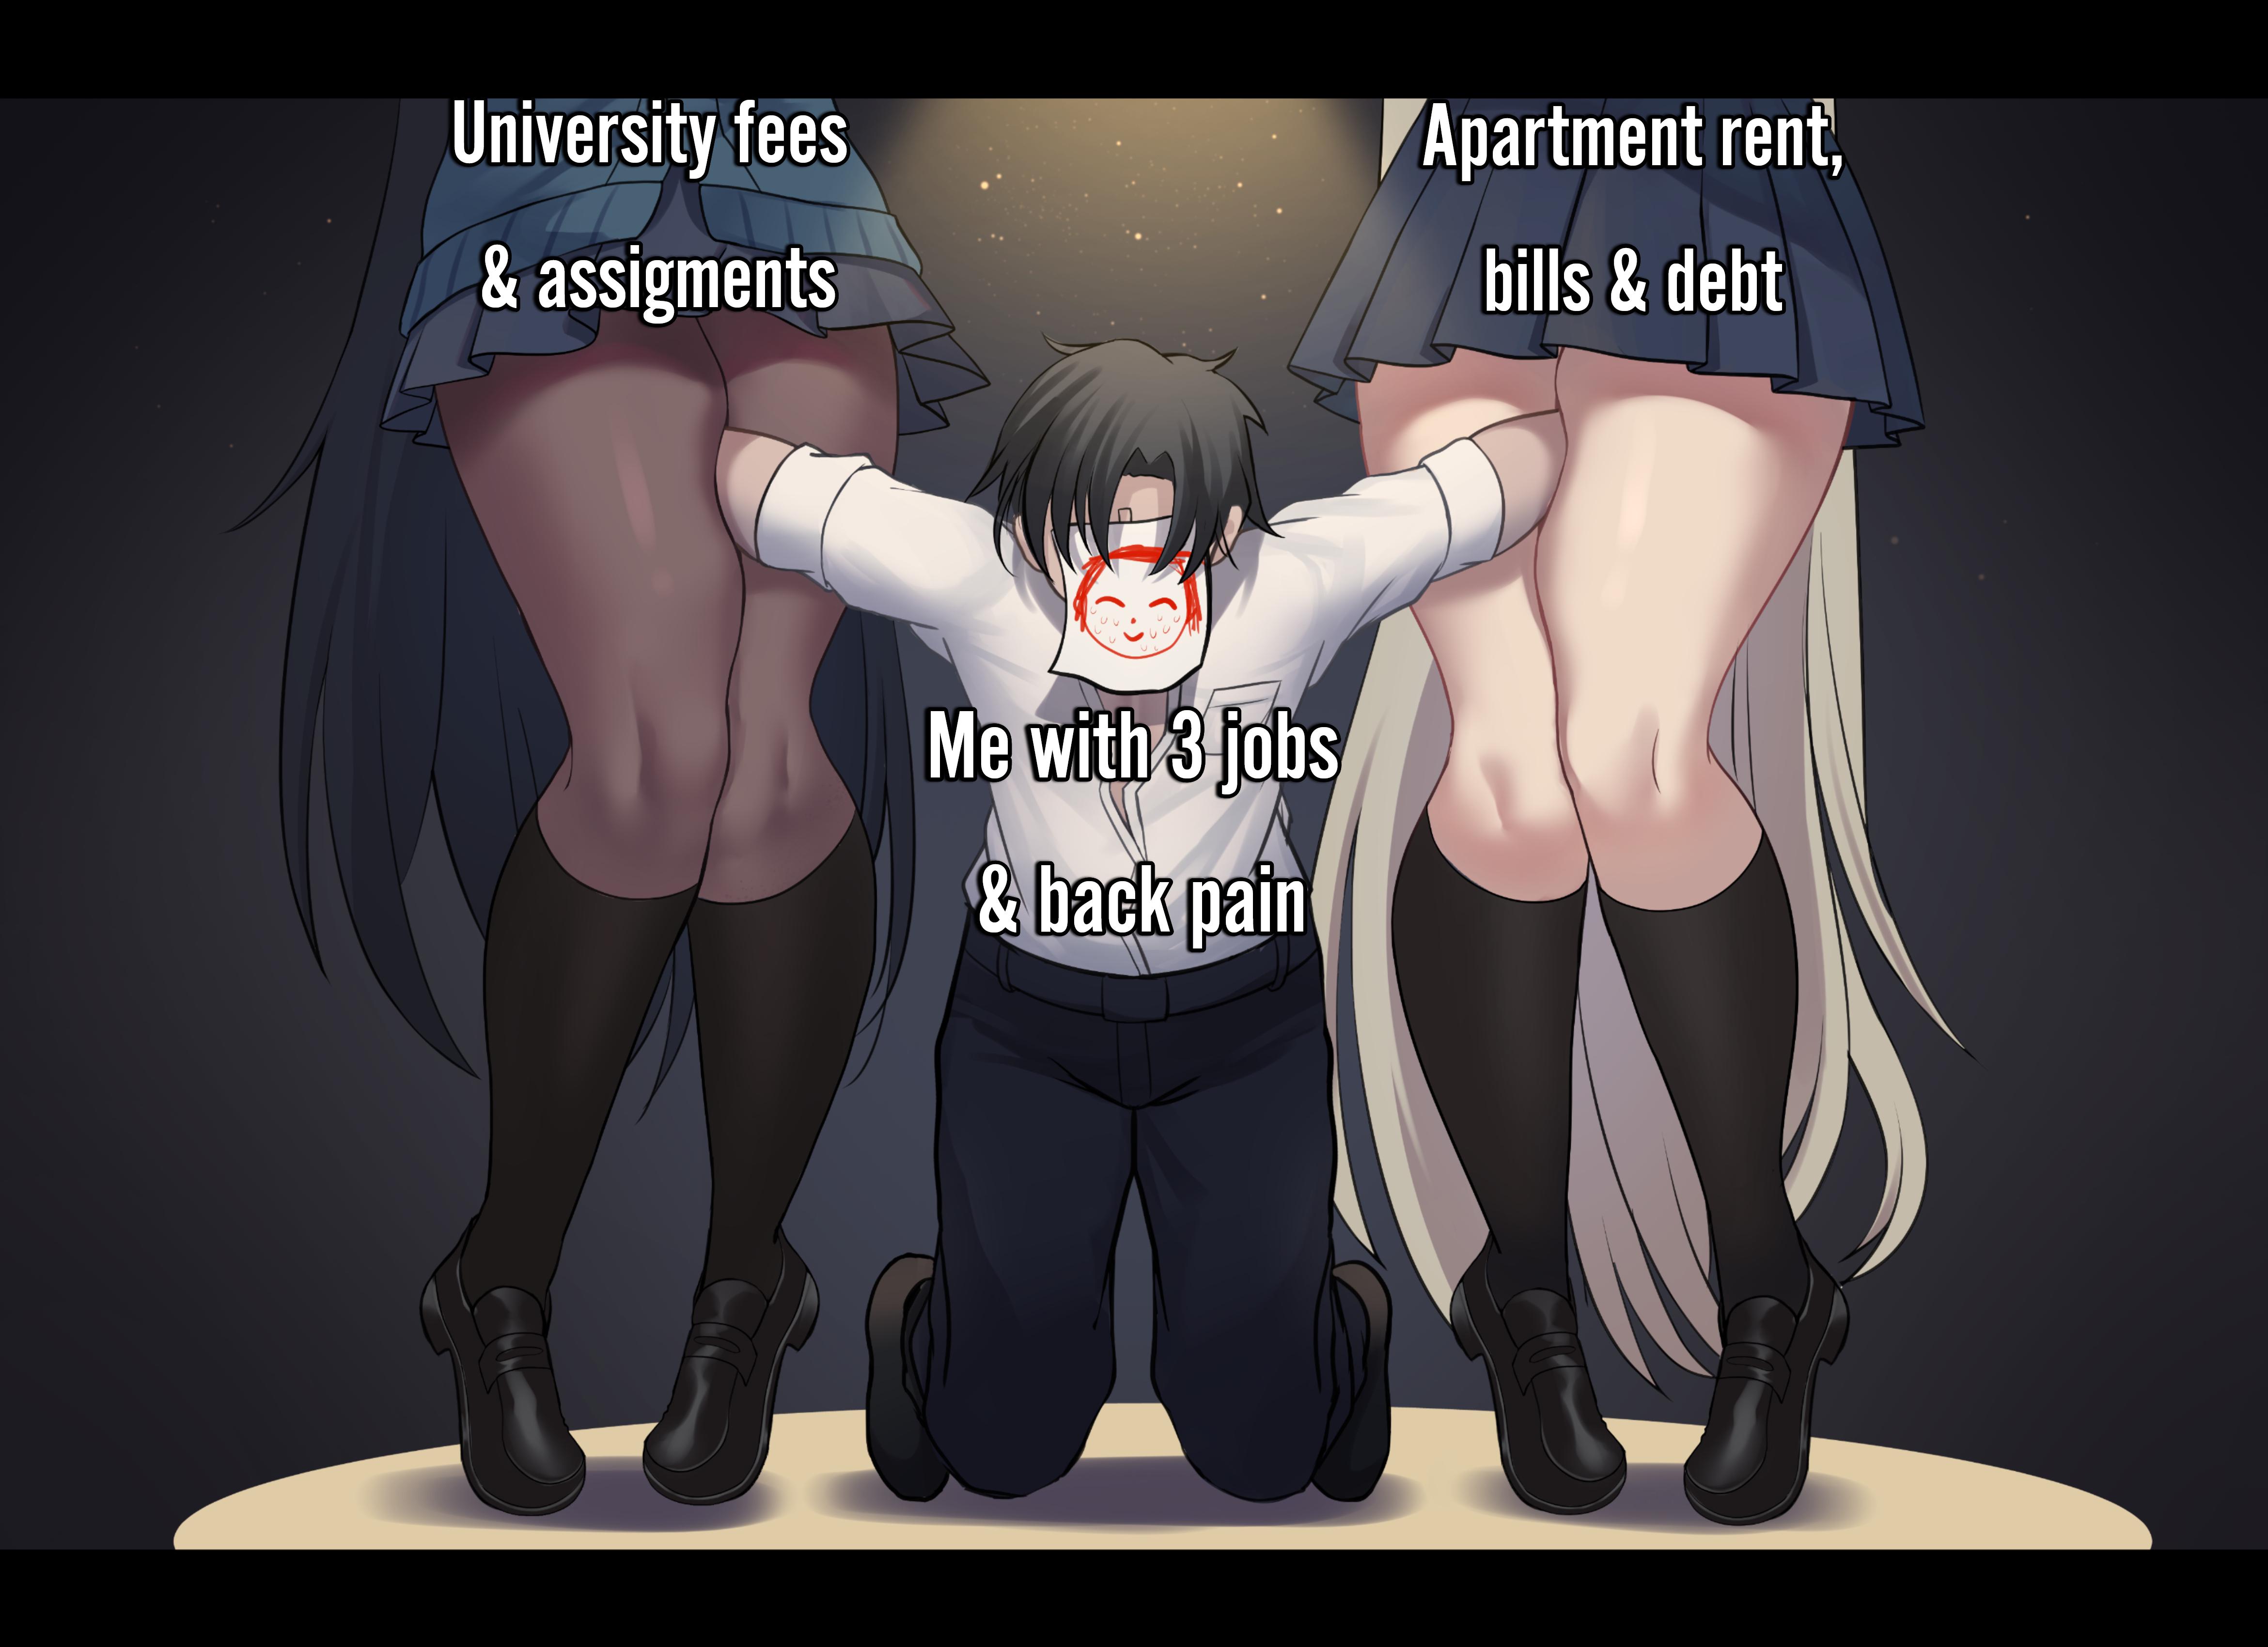 University fees
& assigments
Apartment rent,
bills & debt
Me with 3 jobs
& back pain